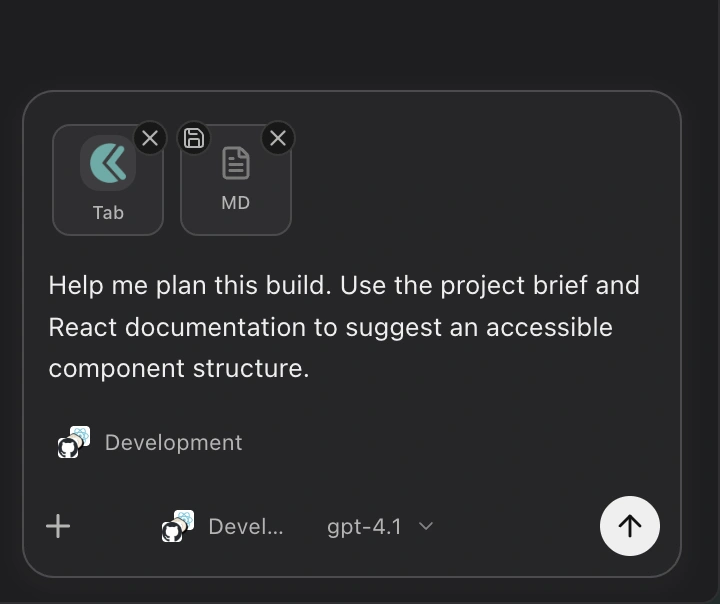 Tab
MD
Help me plan this build. Use the project brief and
React documentation to suggest an accessible
component structure.
Development
Devel... gpt-4.1